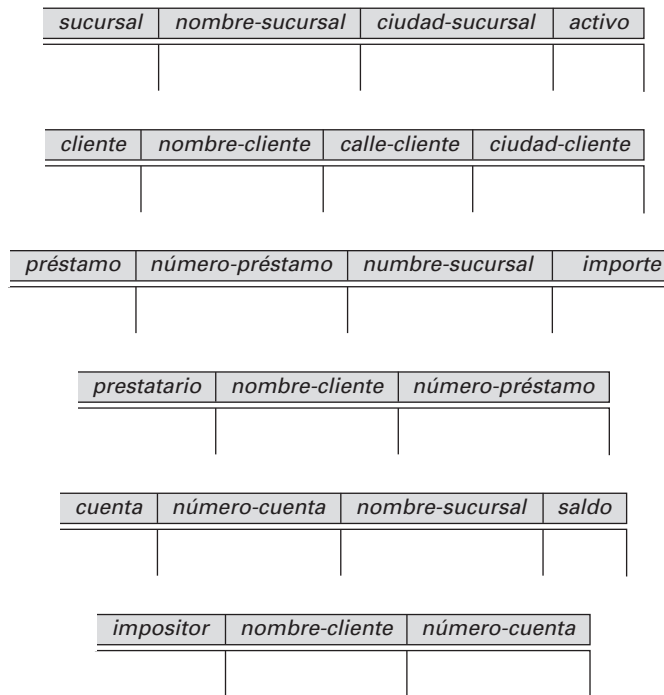 sucursal nombre-sucursal ciudad-sucursal activo
cliente nombre-cliente calle-cliente ciudad-cliente
préstamo número-préstamo numbre-sucursal importe
prestatario nombre-cliente número-préstamo
cuenta número-cuenta nombre-sucursal saldo
impositor nombre-cliente número-cuenta